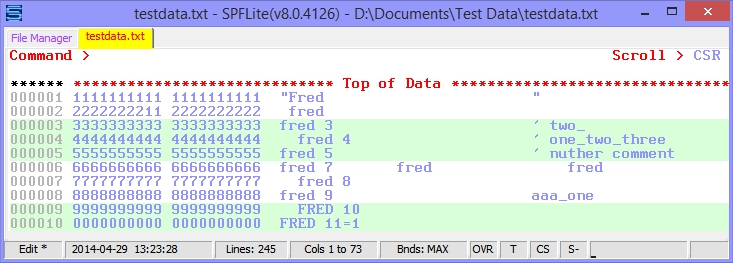 testdata.txt - SPFLite(v8.0.4126) - D:\Documents\Test Data\testdata.txt
File Manager testdata.txt
Command > Scroll > CSR
****** ***************************** Top of Data *******************************
000001 1111111111 1111111111 "Fred "
000002 2222222211 2222222222 fred
000003 3333333333 3333333333 fred 3 ' two_
000004 4444444444 4444444444 fred 4 ' one_two_three
000005 5555555555 5555555555 fred 5 ' nuther comment
000006 6666666666 6666666666 fred 7 fred fred
000007 7777777777 7777777777 fred 8
000008 8888888888 8888888888 fred 9 aaa_one
000009 9999999999 9999999999 FRED 10
000010 0000000000 0000000000 FRED 11=1
Edit * 2014-04-29 13:23:28 Lines: 245 Cols 1 to 73 Bnds: MAX OVR T CS S-